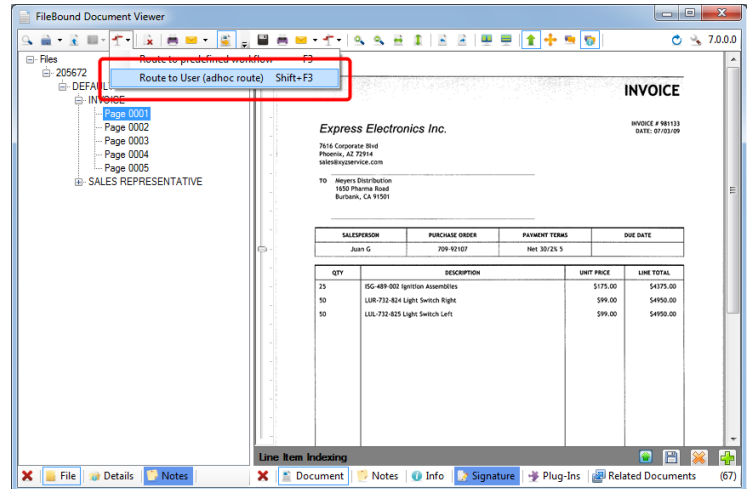 FileBound Document Viewer
7.0.0.0
Files
Route to predefined workflow F3
205672
Route to User (adhoc route) Shift+F3
DEFAUL
INVOICE
INVOICE
Page 0001
Page 0002
Page 0003
Page 0004
Page 0005
SALES REPRESENTATIVE
Express Electronics Inc.
INVOICE # 981133
DATE: 07/03/09
7616 Corporate Blvd
Phoenix, AZ 72914
sales@xyzservice.com
TO Meyers Distribution
1650 Pharma Road
Burbank, CA 91501
SALESPERSON PURCHASE ORDER PAYMENT TERMS DUE DATE
Juan G 709-92107 Net 30/2% 5
QTY DESCRIPTION UNIT PRICE LINE TOTAL
25 ISG-489-002 Ignition Assemblies $175.00 $4375.00
50 LUR-732-824 Light Switch Right $99.00 $4950.00
50 LUL-732-825 Light Switch Left $99.00 $4950.00
Line Item Indexing
File Details Notes Document Notes Info Signature Plug-Ins Related Documents (67)